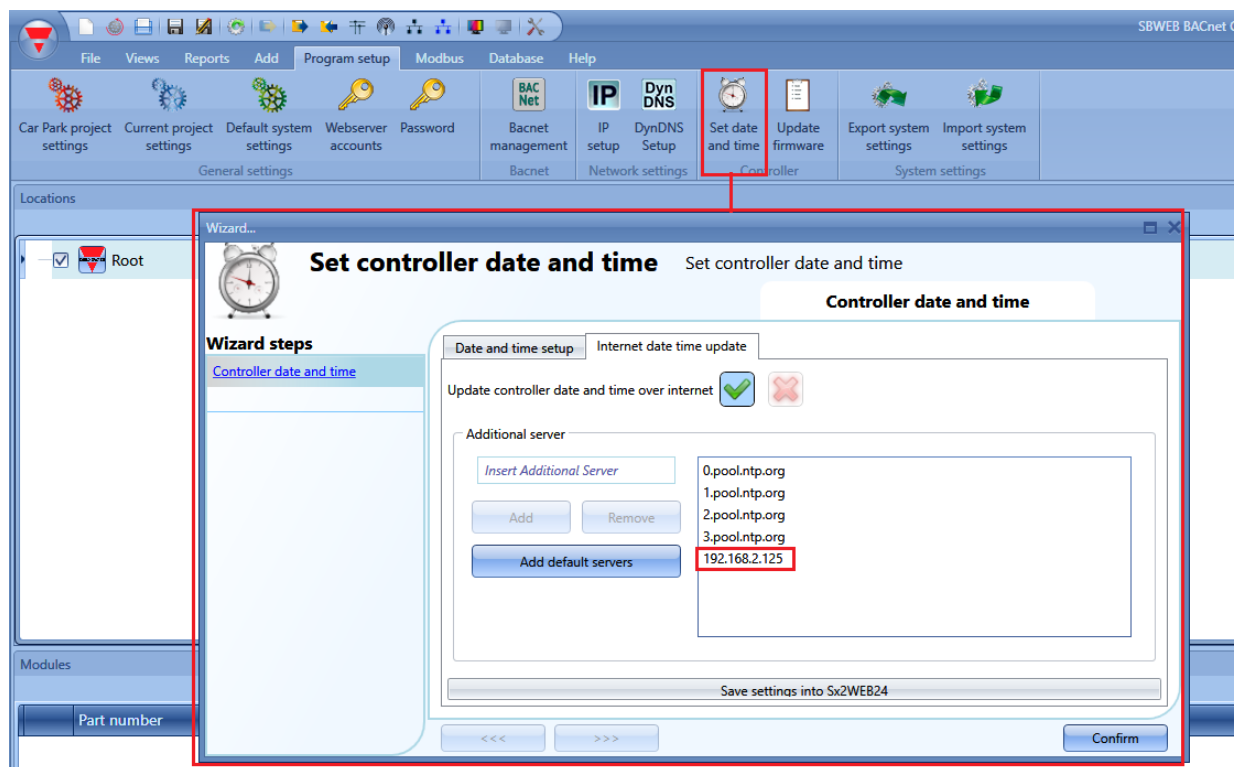 SBWEB BACnet
File Views Reports Add Program setup Modbus Database Help
BAC Net IP Dyn DNS
Car Park project settings Current project settings Default system settings Webserver accounts Password Bacnet management IP setup DynDNS Setup Set date and time Update firmware Export system settings Import system settings
General settings Bacnet Network settings Controller System settings
Locations
Root
Wizard...
Set controller date and time Set controller date and time
Controller date and time
Wizard steps
Controller date and time
Date and time setup Internet date time update
Update controller date and time over internet
Additional server
Insert Additional Server
Add Remove
Add default servers
0.pool.ntp.org
1.pool.ntp.org
2.pool.ntp.org
3.pool.ntp.org
192.168.2.125
Save settings into Sx2WEB24
<<< >>> Confirm
Modules
Part number